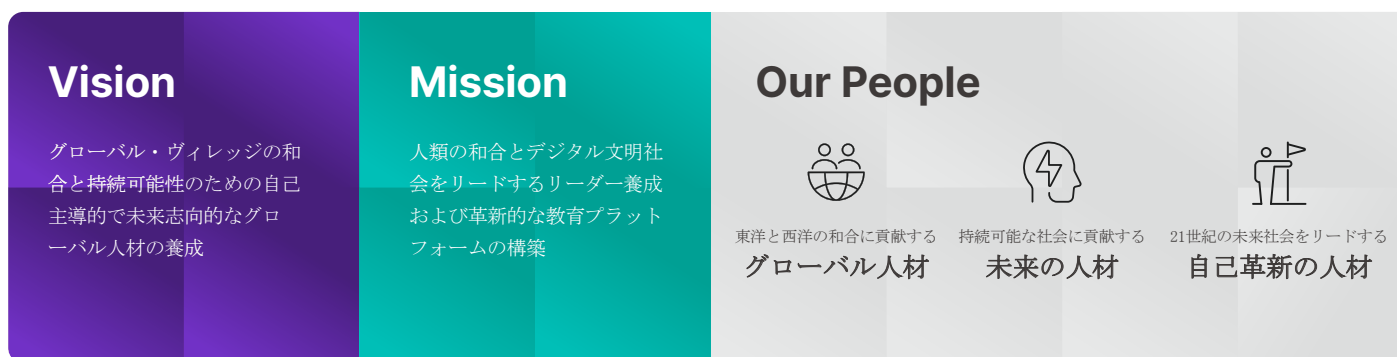 Vision
グローバル・ヴィレッジの和
合と持続可能性のための自己
主導的で未来志向的なグロ
ーバル人材の養成
Mission
人類の和合とデジタル文明社
会をリードするリーダー養成
および革新的な教育プラット
フォームの構築
Our People
東洋と西洋の和合に貢献する
グローバル人材
持続可能な社会に貢献する
未来の人材
21世紀の未来社会をリードする
自己革新の人材